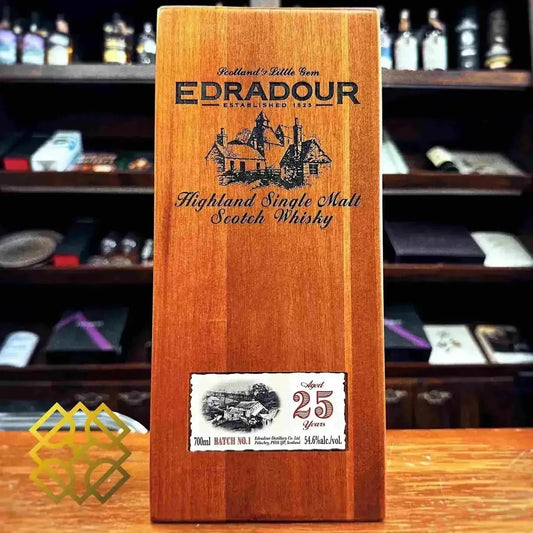 Scotland's Little Gem
EDRADOUR
ESTABLISHED 1825
Highland Single Malt
Scotch Whisky
Aged
25
Years
700ml BATCH NO.1
Edradour Distillery Co. Ltd.
Pitlochry, PH16 5JP, Scotland
54.6%alc./vol.